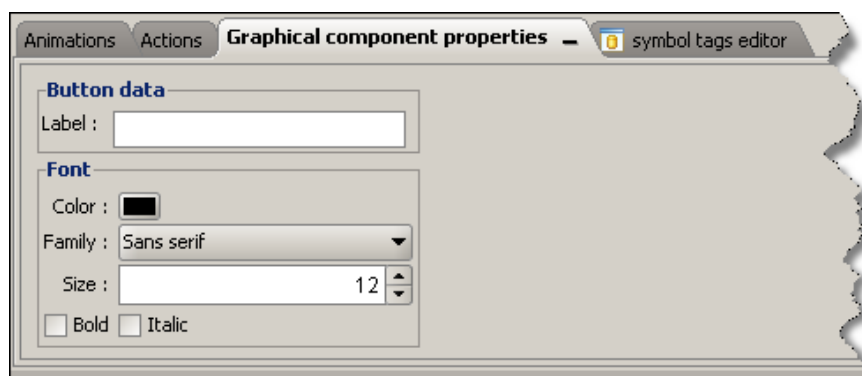 Animations Actions Graphical component properties symbol tags editor
Button data
Label :
Font
Color :
Family : Sans serif
Size : 12
Bold Italic